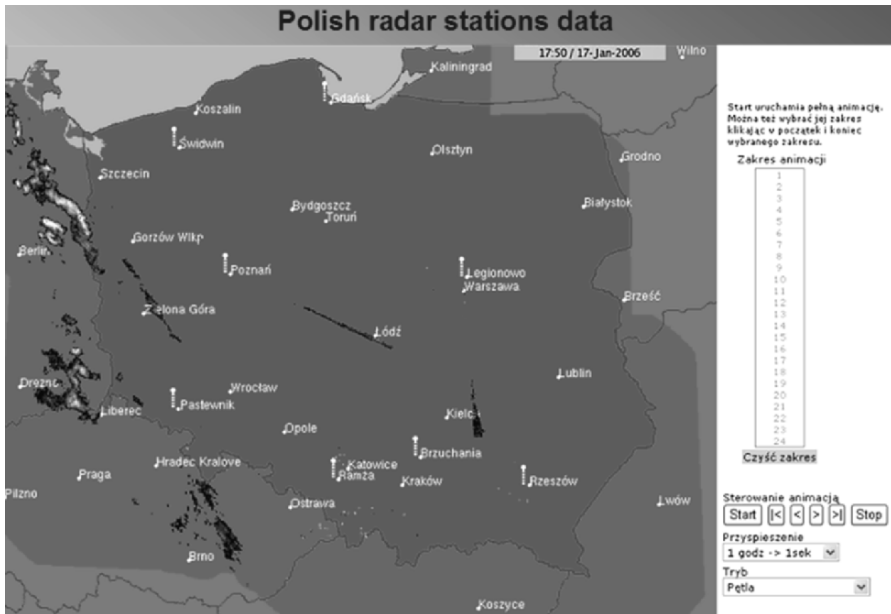 Polish radar stations data
17:50 / 17-Jan-2006
Wilno
Kaliningrad
Gdańsk
Koszalin
Świdwin
Olsztyn
Grodno
Szczecin
Bydgoszcz
Toruń
Białystok
Gorzów Wlkp
Berlin
Poznań
Legionowo
Warszawa
Brześć
Zielona Góra
Łódź
Drezno
Wrocław
Lublin
Liberec
Pastewnik
Kielce
Opole
Brzuchania
Hradec Kralove
Katowice
Ramża
Praga
Kraków
Rzeszów
Pilzno
Ostrawa
Lwów
Brno
Koszyce
Start uruchamia pełną animację.
Można też wybrać jej zakres
klikając w początek i koniec
wybranego zakresu.
Zakres animacji
1
2
3
4
5
6
7
8
9
10
11
12
13
14
15
16
17
18
19
20
21
22
23
24
Czyść zakres
Sterowanie animacją
Start |< < > >| Stop
Przyspieszenie
1 godz -> 1sek
Tryb
Pętla